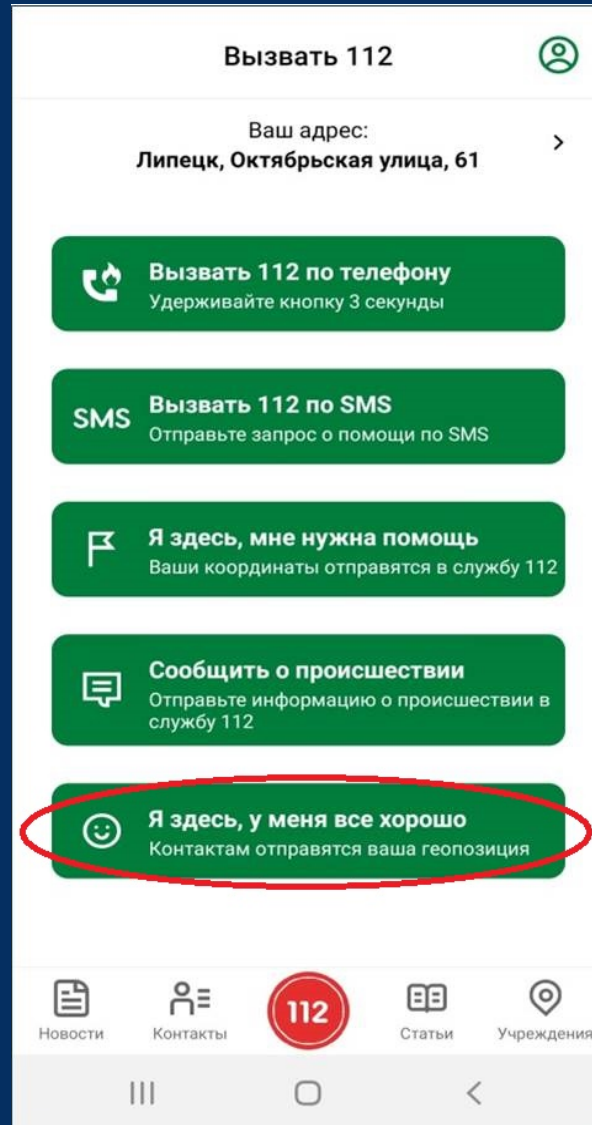 Вызвать 112
Ваш адрес:
Липецк, Октябрьская улица, 61
Вызвать 112 по телефону
Удерживайте кнопку 3 секунды
SMS
Вызвать 112 по SMS
Отправьте запрос о помощи по SMS
Я здесь, мне нужна помощь
Ваши координаты отправятся в службу 112
Сообщить о происшествии
Отправьте информацию о происшествии в
службу 112
Я здесь, у меня все хорошо
Контактам отправятся ваша геопозиция
112
Новости
Контакты
Статьи
Учреждения